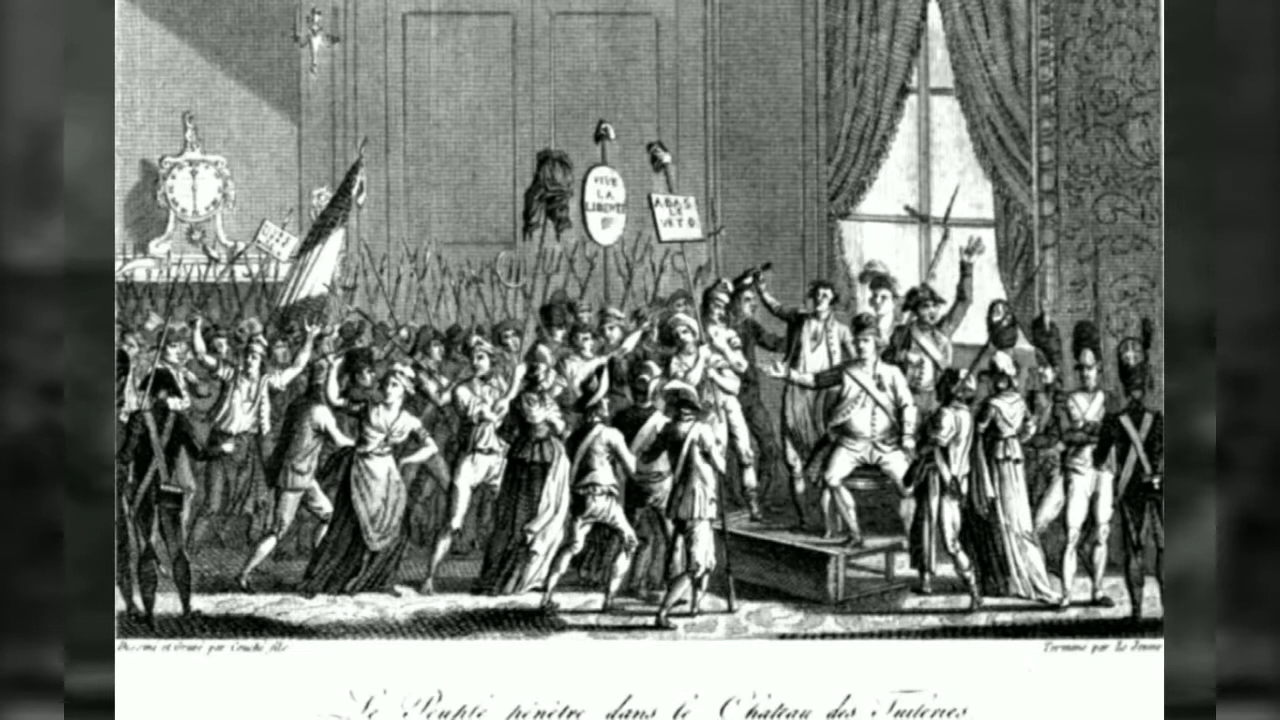 VIVE
LA
LIBERTÉ
ABAS
LE
VETO
Dessiné et Gravé par Couché fils
Terminé par Le Jeune
Le Peuple pénètre dans le Château des Tuileries